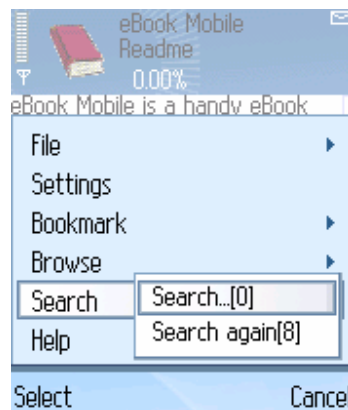 eBook Mobile
Readme
0.00%
eBook Mobile is a handy eBook
File
Settings
Bookmark
Browse
Search
Search...[0]
Search again[8]
Help
Select Cancel